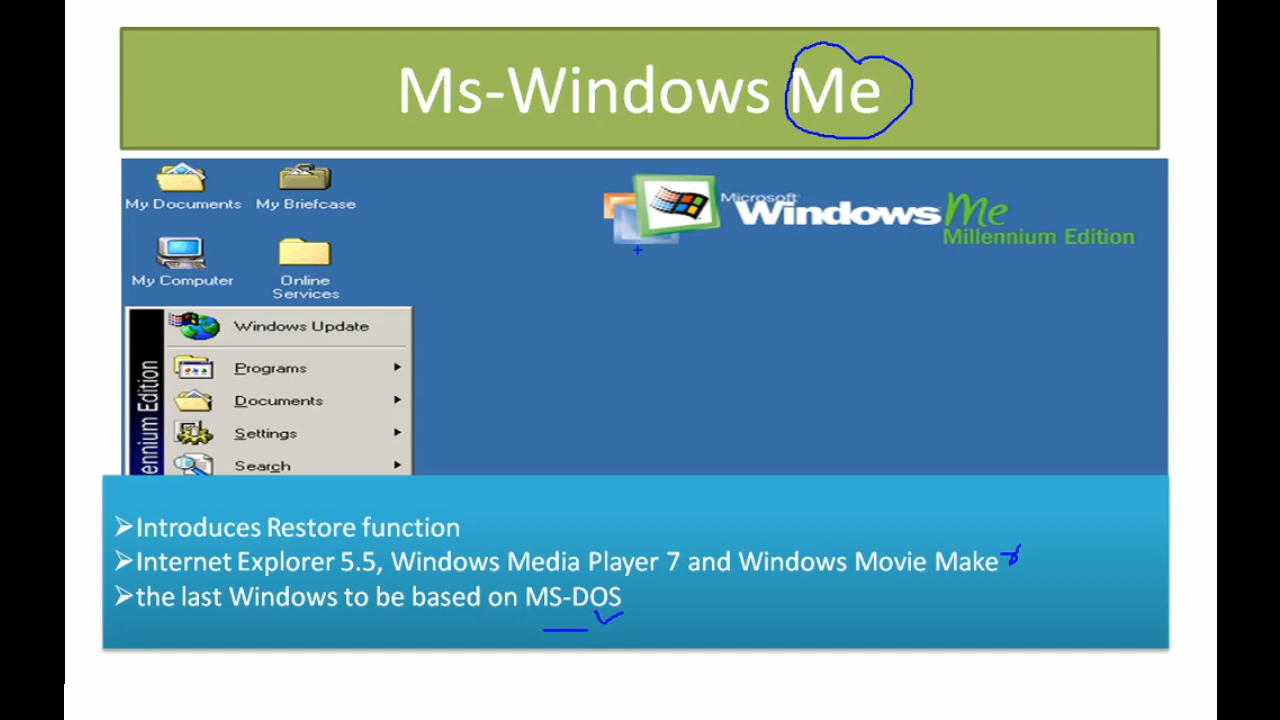 Ms-Windows Me
My Documents My Briefcase
Microsoft Windows Me
Millennium Edition
My Computer Online Services
Windows Update
Programs
Documents
Settings
Search
ennium Edition
➢Introduces Restore function
➢Internet Explorer 5.5, Windows Media Player 7 and Windows Movie Make
➢the last Windows to be based on MS-DOS